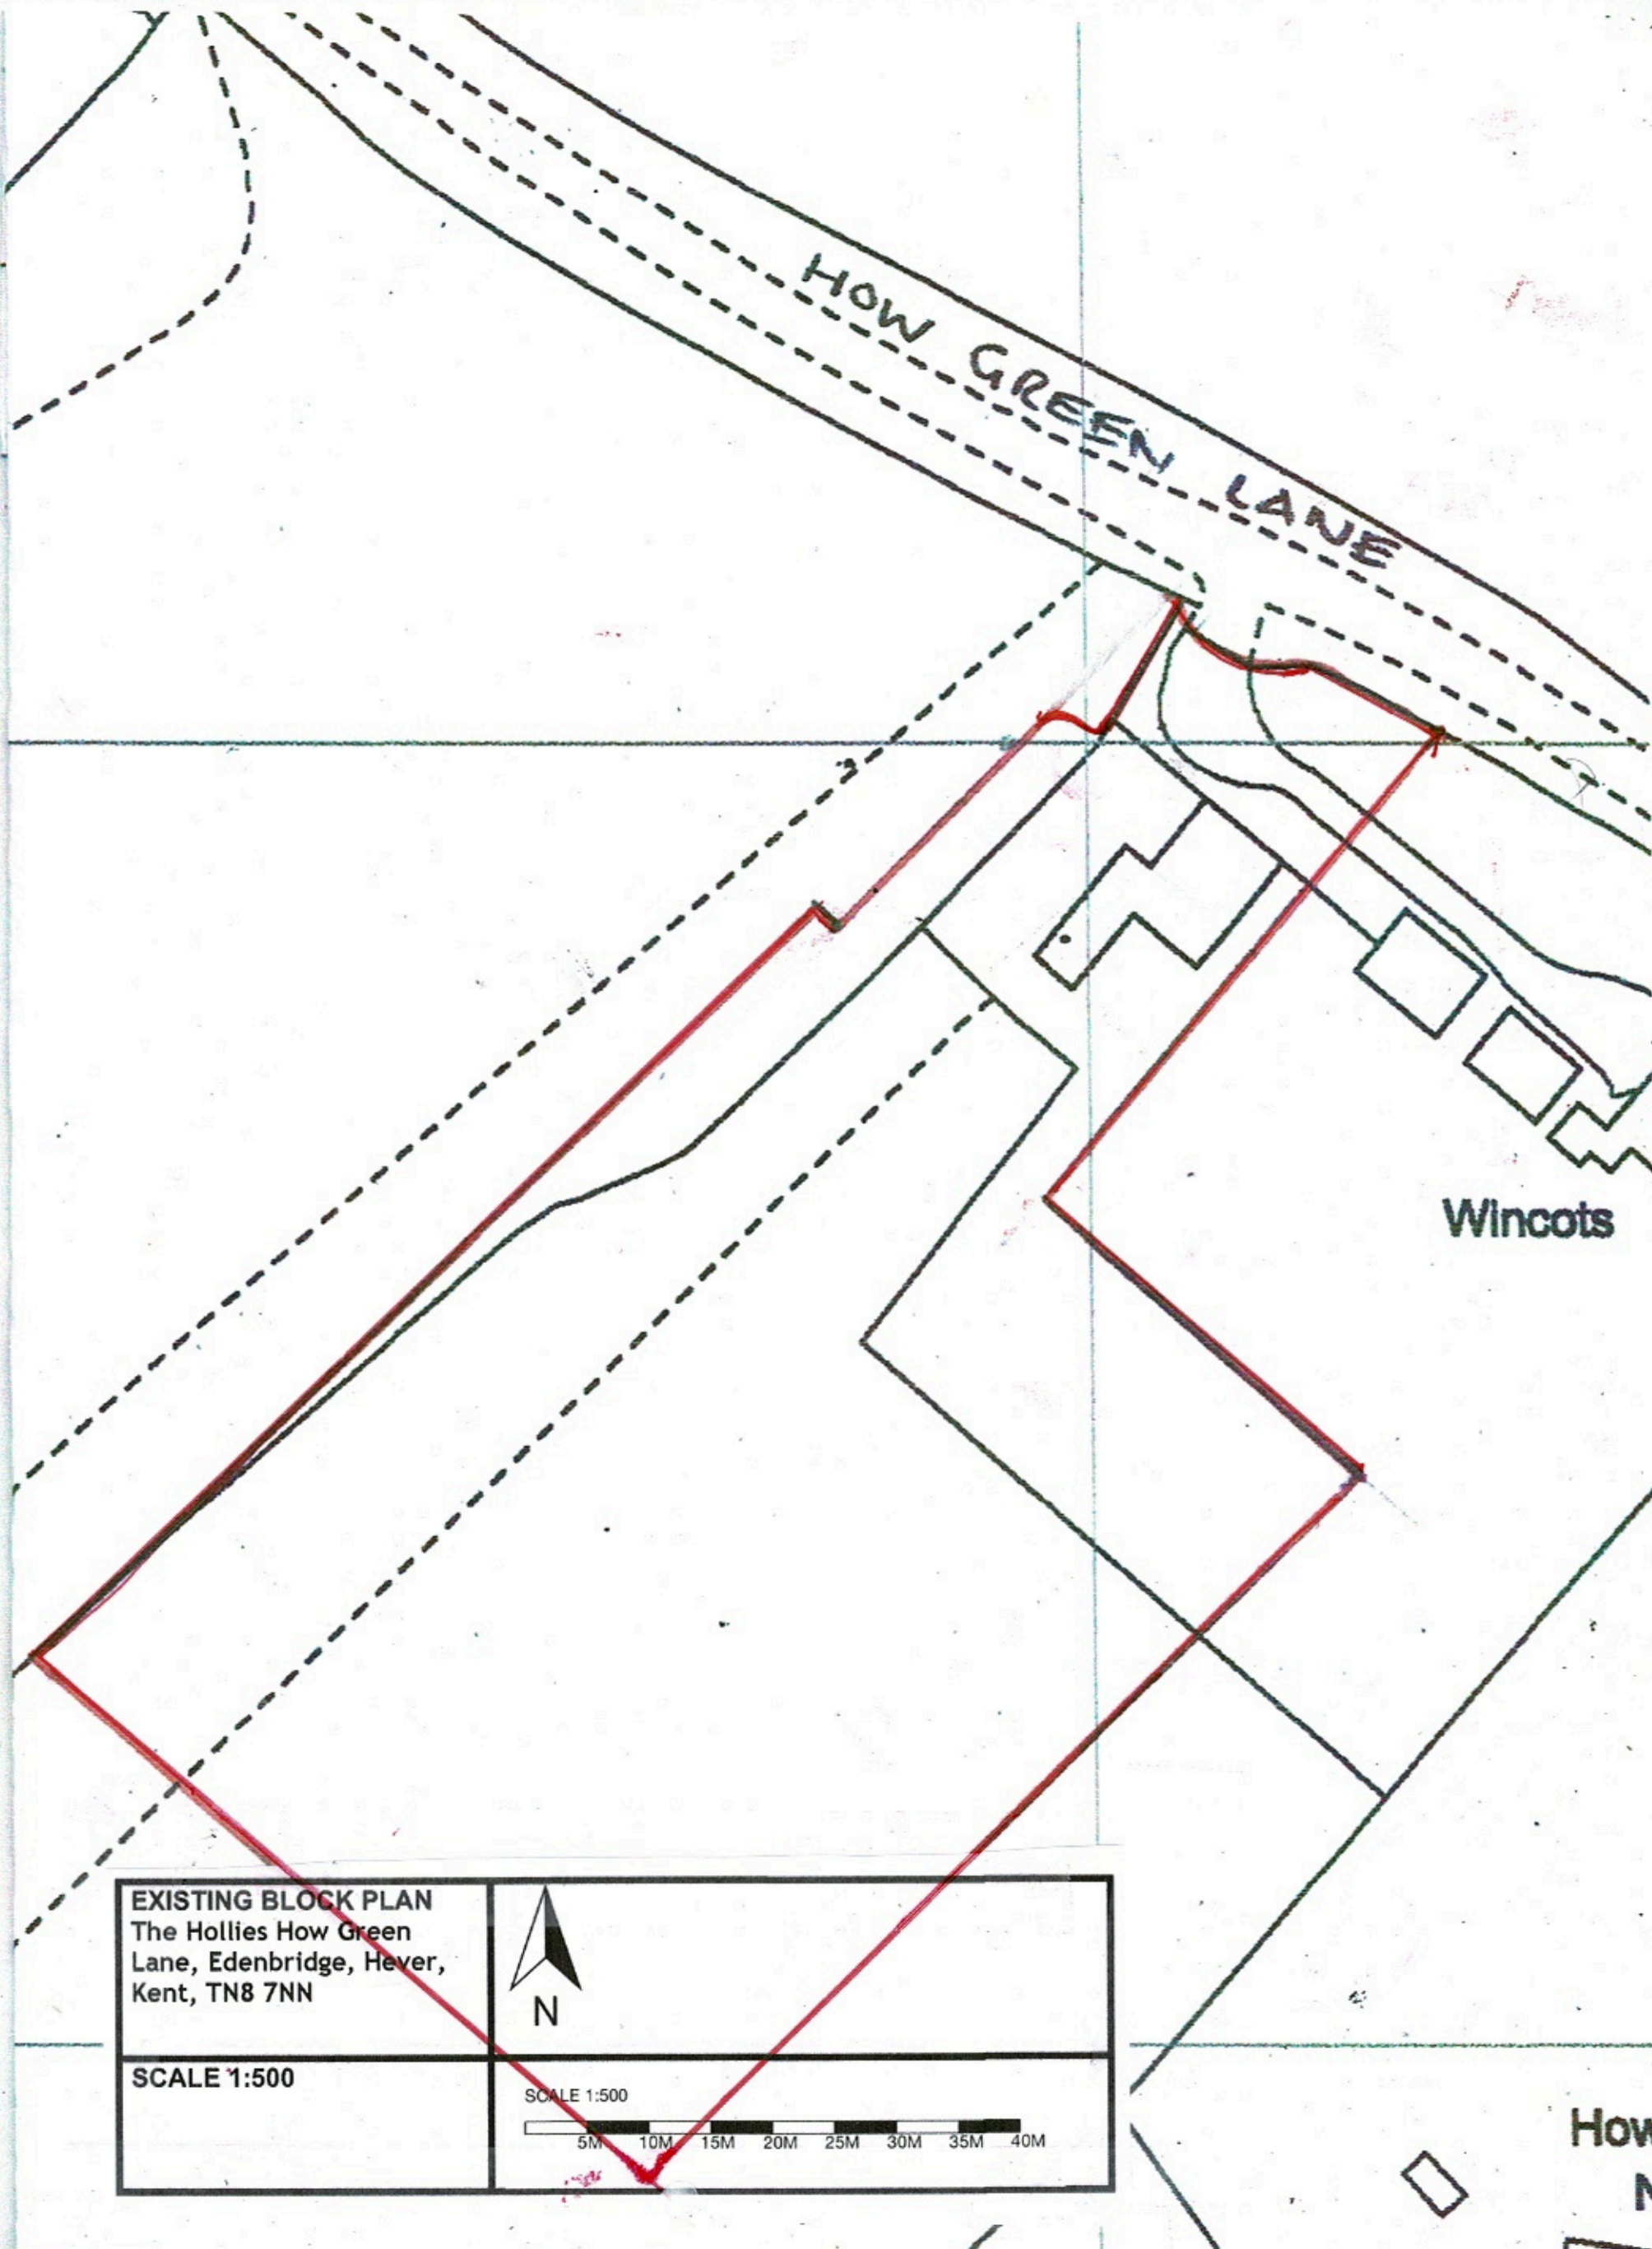 HOW GREEN LANE
Wincots
EXISTING BLOCK PLAN
The Hollies How Green
Lane, Edenbridge, Hever,
Kent, TN8 7NN
N
SCALE 1:500
SCALE 1:500
5M 10M 15M 20M 25M 30M 35M 40M
How